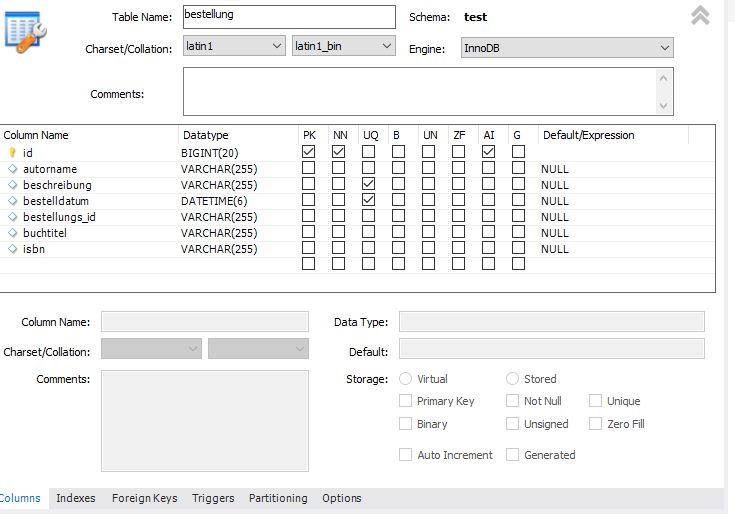 Table Name: bestellung Schema: test
Charset/Collation: latin1 latin1_bin Engine: InnoDB
Comments:
Column Name Datatype PK NN UQ B UN ZF AI G Default/Expression
id BIGINT(20)
autorname VARCHAR(255) NULL
beschreibung VARCHAR(255) NULL
bestelldatum DATETIME(6) NULL
bestellungs_id VARCHAR(255) NULL
buchtitel VARCHAR(255) NULL
isbn VARCHAR(255) NULL
Column Name: Data Type:
Charset/Collation: Default:
Comments: Storage: Virtual Stored
Primary Key Not Null Unique
Binary Unsigned Zero Fill
Auto Increment Generated
Columns Indexes Foreign Keys Triggers Partitioning Options